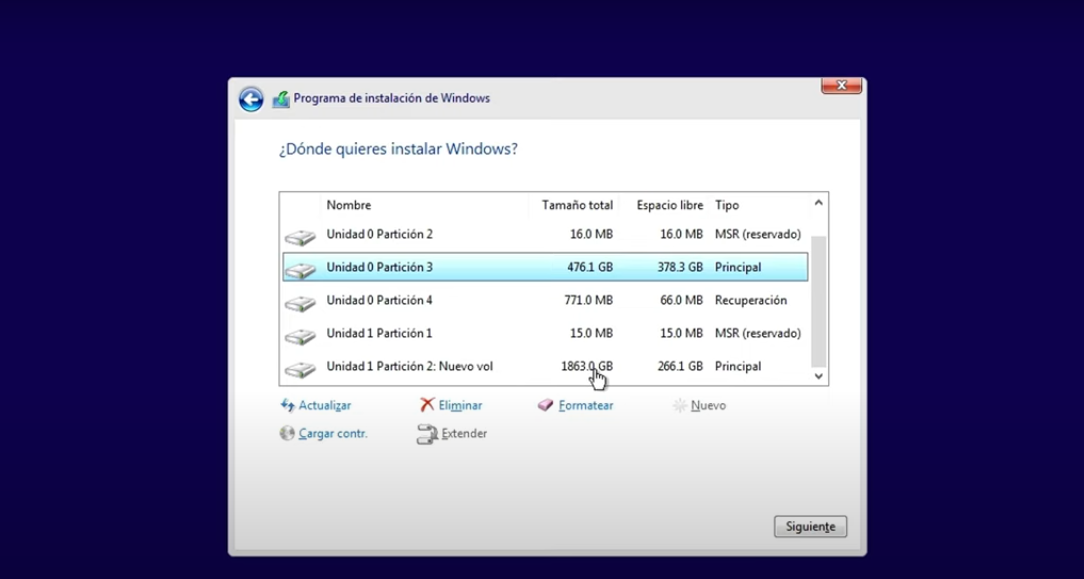 Programa de instalación de Windows
¿Dónde quieres instalar Windows?
Nombre Tamaño total Espacio libre Tipo
Unidad 0 Partición 2 16.0 MB 16.0 MB MSR (reservado)
Unidad 0 Partición 3 476.1 GB 378.3 GB Principal
Unidad 0 Partición 4 771.0 MB 66.0 MB Recuperación
Unidad 1 Partición 1 15.0 MB 15.0 MB MSR (reservado)
Unidad 1 Partición 2: Nuevo vol 1863.0 GB 266.1 GB Principal
Actualizar Eliminar Formatear Nuevo
Cargar contr. Extender
Siguiente